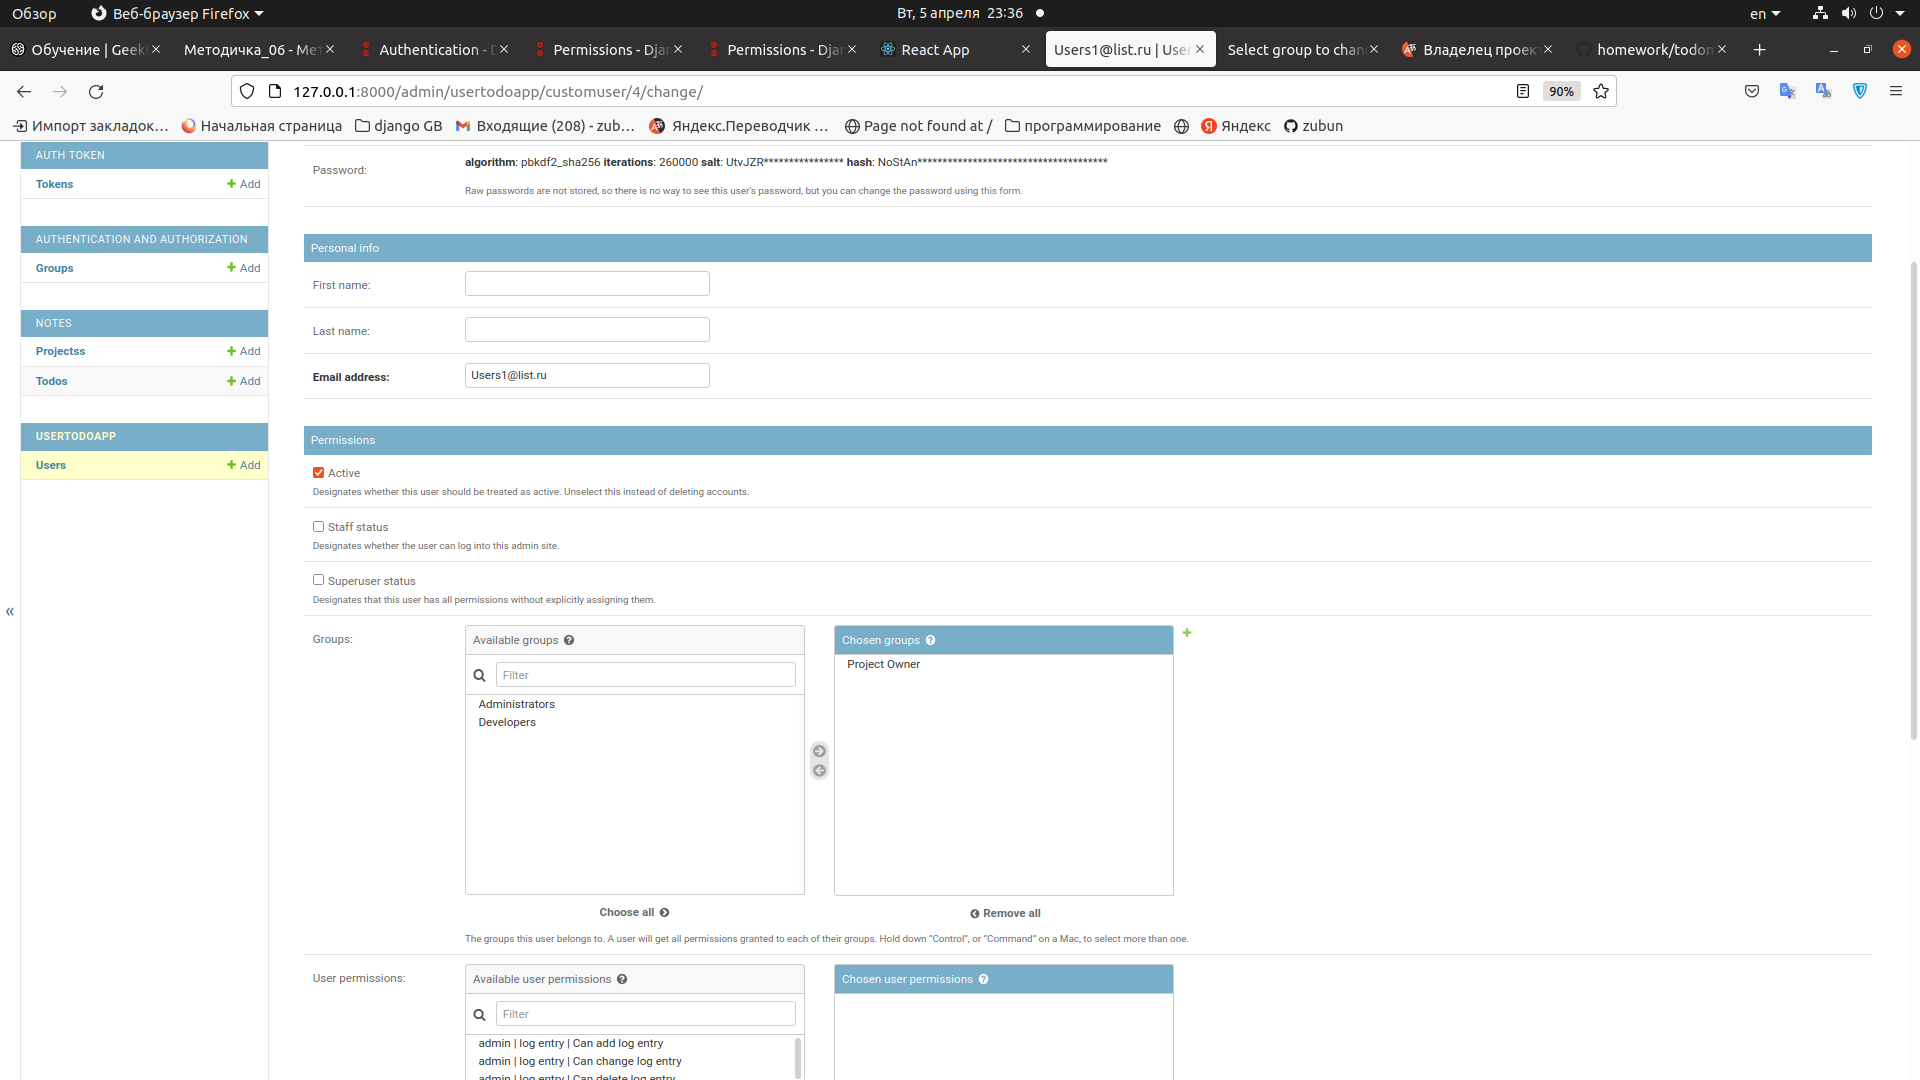 Обзор
Веб-браузер Firefox
Вт, 5 апреля 23:36
en
Обучение | Geek
Методичка_06 - Мет
Authentication - D
Permissions - Djan
Permissions - Djan
React App
Users1@list.ru | User
Select group to chan
Владелец проек
homework/todom
127.0.0.1:8000/admin/usertodoapp/customuser/4/change/
90%
Импорт закладок…
Начальная страница
django GB
Входящие (208) - zub…
Яндекс.Переводчик …
Page not found at /
программирование
Яндекс
zubun
AUTH TOKEN
Tokens
Add
AUTHENTICATION AND AUTHORIZATION
Groups
Add
NOTES
Projectss
Add
Todos
Add
USERTODOAPP
Users
Add
«
Password:
algorithm: pbkdf2_sha256 iterations: 260000 salt: UtvJZR**************** hash: NoStAn**************************************
Raw passwords are not stored, so there is no way to see this user's password, but you can change the password using this form.
Personal info
First name:
Last name:
Email address:
Users1@list.ru
Permissions
Active
Designates whether this user should be treated as active. Unselect this instead of deleting accounts.
Staff status
Designates whether the user can log into this admin site.
Superuser status
Designates that this user has all permissions without explicitly assigning them.
Groups:
Available groups
Filter
Administrators
Developers
Choose all
Chosen groups
Project Owner
Remove all
The groups this user belongs to. A user will get all permissions granted to each of their groups. Hold down “Control”, or “Command” on a Mac, to select more than one.
User permissions:
Available user permissions
Filter
admin | log entry | Can add log entry
admin | log entry | Can change log entry
admin | log entry | Can delete log entry
Chosen user permissions